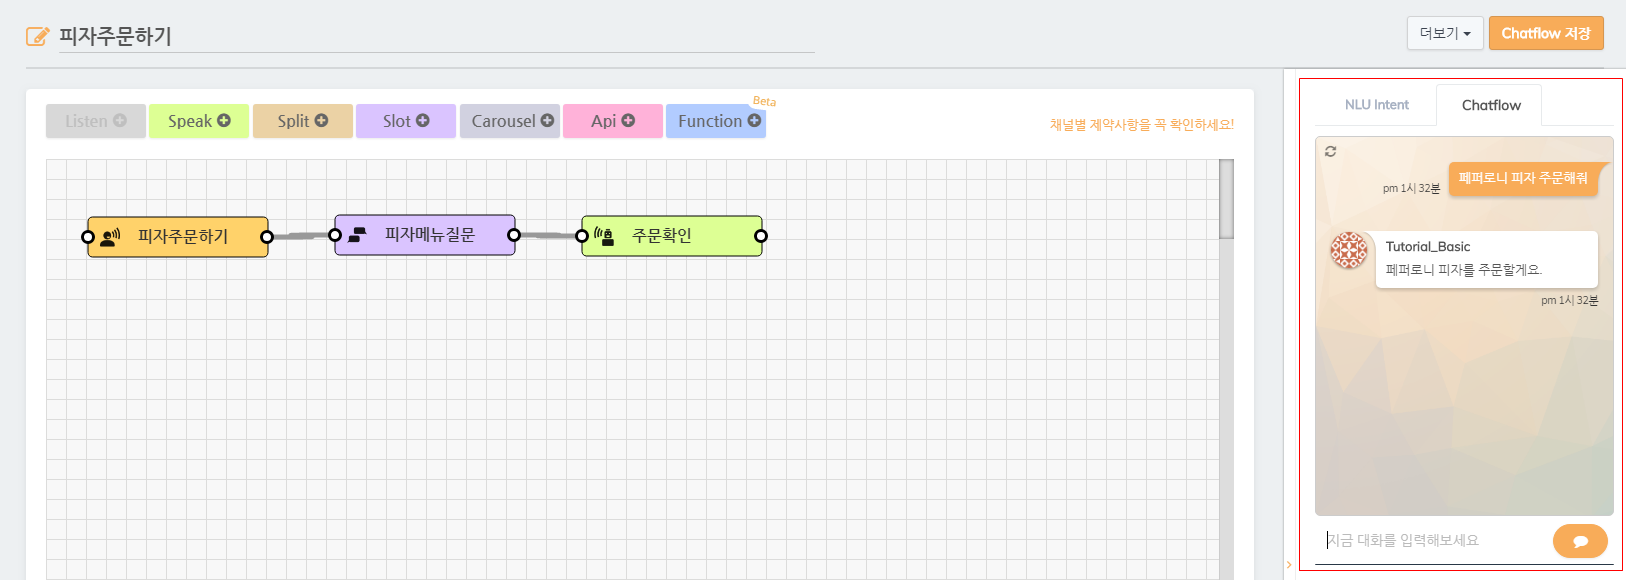 피자주문하기
더보기
Chatflow 저장
Listen
Speak
Split
Slot
Carousel
Api
Function
Beta
채널별 제약사항을 꼭 확인하세요!
피자주문하기
피자메뉴질문
주문확인
NLU Intent
Chatflow
페퍼로니 피자 주문해줘
pm 1시 32분
Tutorial_Basic
페퍼로니 피자를 주문할게요.
pm 1시 32분
지금 대화를 입력해보세요